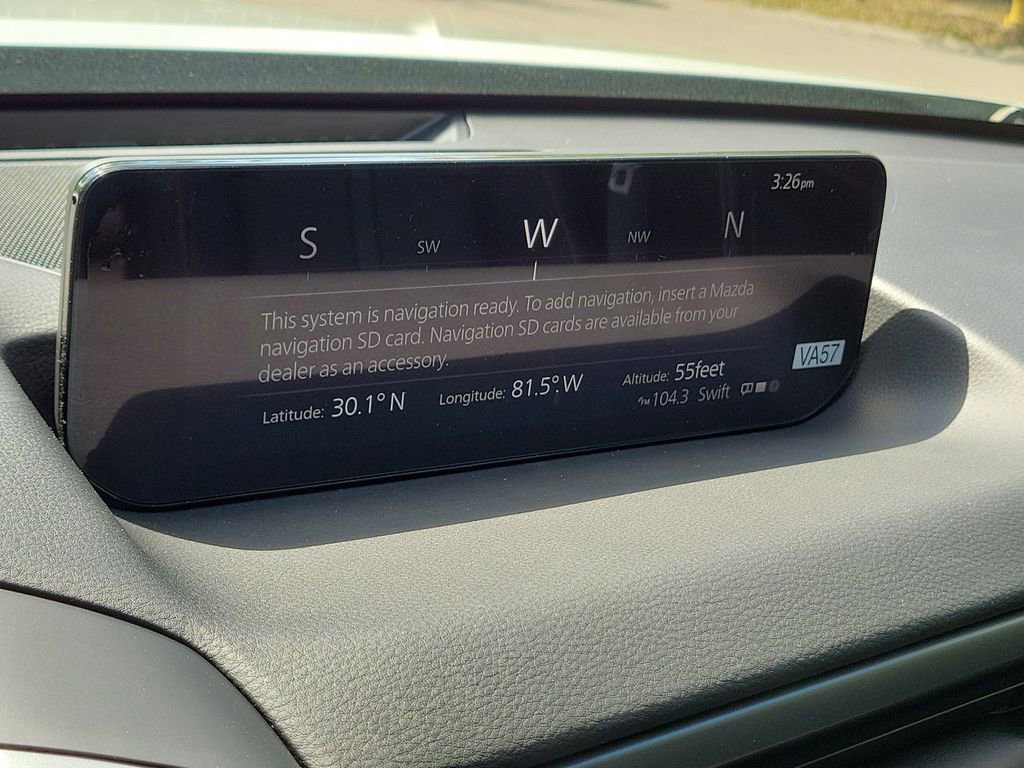 3:26pm
S SW W NW N
This system is navigation ready. To add navigation, insert a Mazda
navigation SD card. Navigation SD cards are available from your
dealer as an accessory.
Latitude: 30.1° N Longitude: 81.5° W Altitude: 55feet
FM 104.3 Swift
VA57